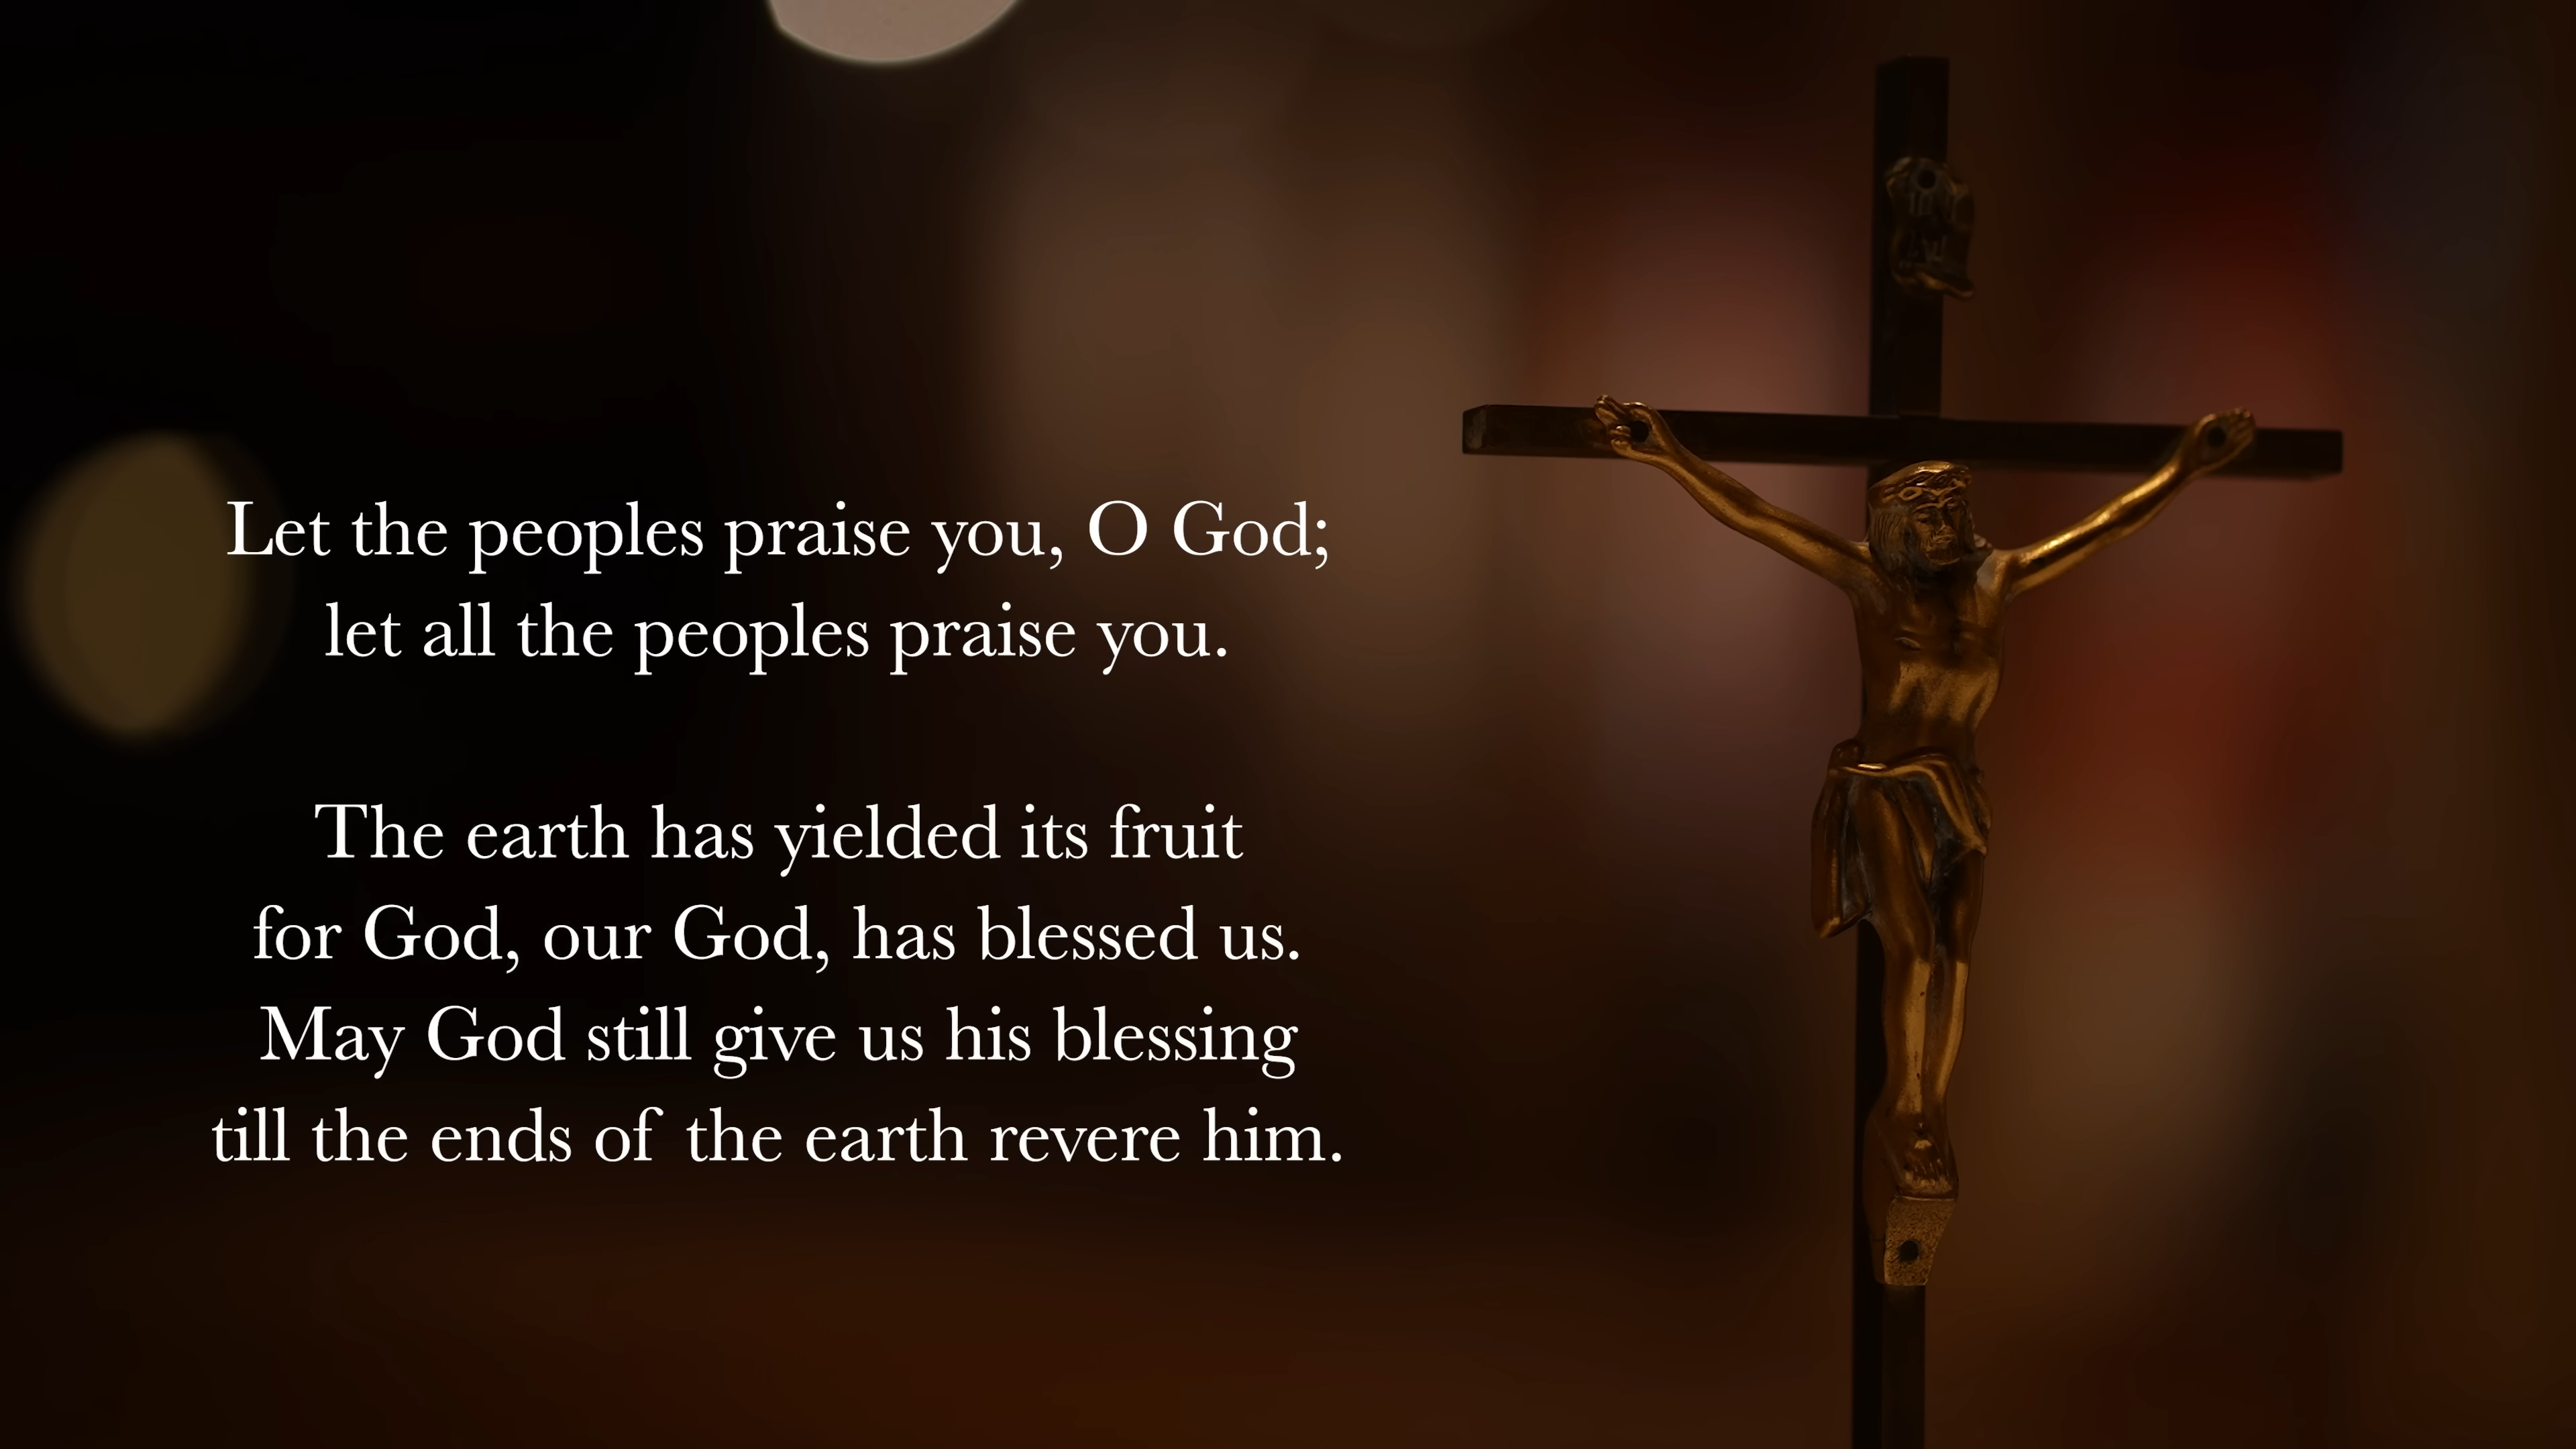 Let the peoples praise you, O God;
let all the peoples praise you.
The earth has yielded its fruit
for God, our God, has blessed us.
May God still give us his blessing
till the ends of the earth revere him.